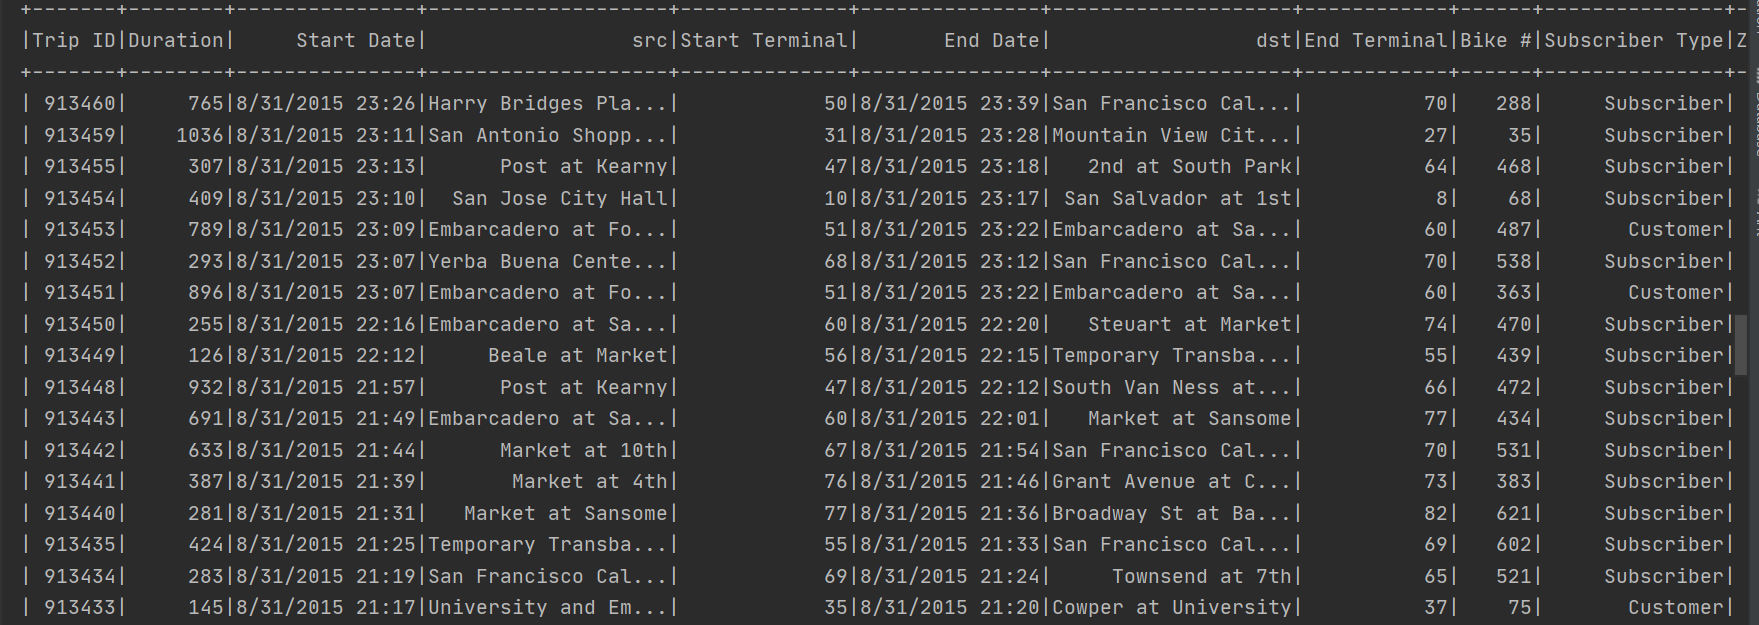 +-------+--------+---------------+--------------------+--------------+---------------+--------------------+------------+------+---------------+-
|Trip ID|Duration|     Start Date|                 src|Start Terminal|       End Date|                 dst|End Terminal|Bike #|Subscriber Type|Z
+-------+--------+---------------+--------------------+--------------+---------------+--------------------+------------+------+---------------+-
| 913460|     765|8/31/2015 23:26|Harry Bridges Pla...|            50|8/31/2015 23:39|San Francisco Cal...|          70|   288|     Subscriber|
| 913459|    1036|8/31/2015 23:11|San Antonio Shopp...|            31|8/31/2015 23:28|Mountain View Cit...|          27|    35|     Subscriber|
| 913455|     307|8/31/2015 23:13|      Post at Kearny|            47|8/31/2015 23:18|   2nd at South Park|          64|   468|     Subscriber|
| 913454|     409|8/31/2015 23:10|  San Jose City Hall|            10|8/31/2015 23:17| San Salvador at 1st|           8|    68|     Subscriber|
| 913453|     789|8/31/2015 23:09|Embarcadero at Fo...|            51|8/31/2015 23:22|Embarcadero at Sa...|          60|   487|       Customer|
| 913452|     293|8/31/2015 23:07|Yerba Buena Cente...|            68|8/31/2015 23:12|San Francisco Cal...|          70|   538|     Subscriber|
| 913451|     896|8/31/2015 23:07|Embarcadero at Fo...|            51|8/31/2015 23:22|Embarcadero at Sa...|          60|   363|       Customer|
| 913450|     255|8/31/2015 22:16|Embarcadero at Sa...|            60|8/31/2015 22:20|   Steuart at Market|          74|   470|     Subscriber|
| 913449|     126|8/31/2015 22:12|     Beale at Market|            56|8/31/2015 22:15|Temporary Transba...|          55|   439|     Subscriber|
| 913448|     932|8/31/2015 21:57|      Post at Kearny|            47|8/31/2015 22:12|South Van Ness at...|          66|   472|     Subscriber|
| 913443|     691|8/31/2015 21:49|Embarcadero at Sa...|            60|8/31/2015 22:01|   Market at Sansome|          77|   434|     Subscriber|
| 913442|     633|8/31/2015 21:44|      Market at 10th|            67|8/31/2015 21:54|San Francisco Cal...|          70|   531|     Subscriber|
| 913441|     387|8/31/2015 21:39|       Market at 4th|            76|8/31/2015 21:46|Grant Avenue at C...|          73|   383|     Subscriber|
| 913440|     281|8/31/2015 21:31|   Market at Sansome|            77|8/31/2015 21:36|Broadway St at Ba...|          82|   621|     Subscriber|
| 913435|     424|8/31/2015 21:25|Temporary Transba...|            55|8/31/2015 21:33|San Francisco Cal...|          69|   602|     Subscriber|
| 913434|     283|8/31/2015 21:19|San Francisco Cal...|            69|8/31/2015 21:24|     Townsend at 7th|          65|   521|     Subscriber|
| 913433|     145|8/31/2015 21:17|University and Em...|            35|8/31/2015 21:20|Cowper at University|          37|    75|       Customer|